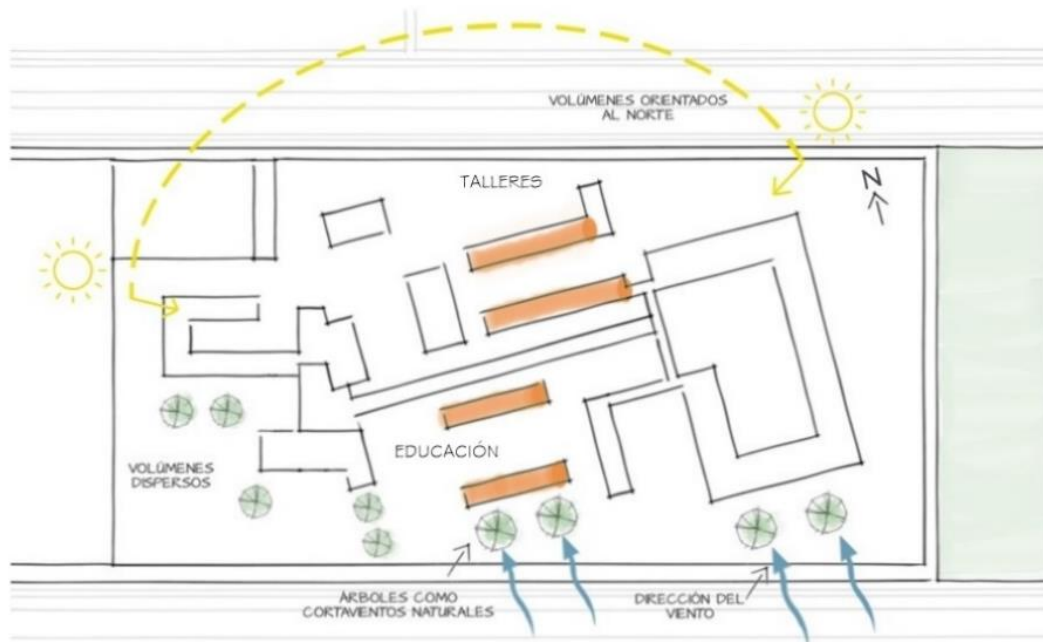 VOLÚMENES ORIENTADOS
AL NORTE
TALLERES
N
EDUCACIÓN
VOLÚMENES
DISPERSOS
ÁRBOLES COMO
CORTAVIENTOS NATURALES
DIRECCIÓN DEL
VIENTO